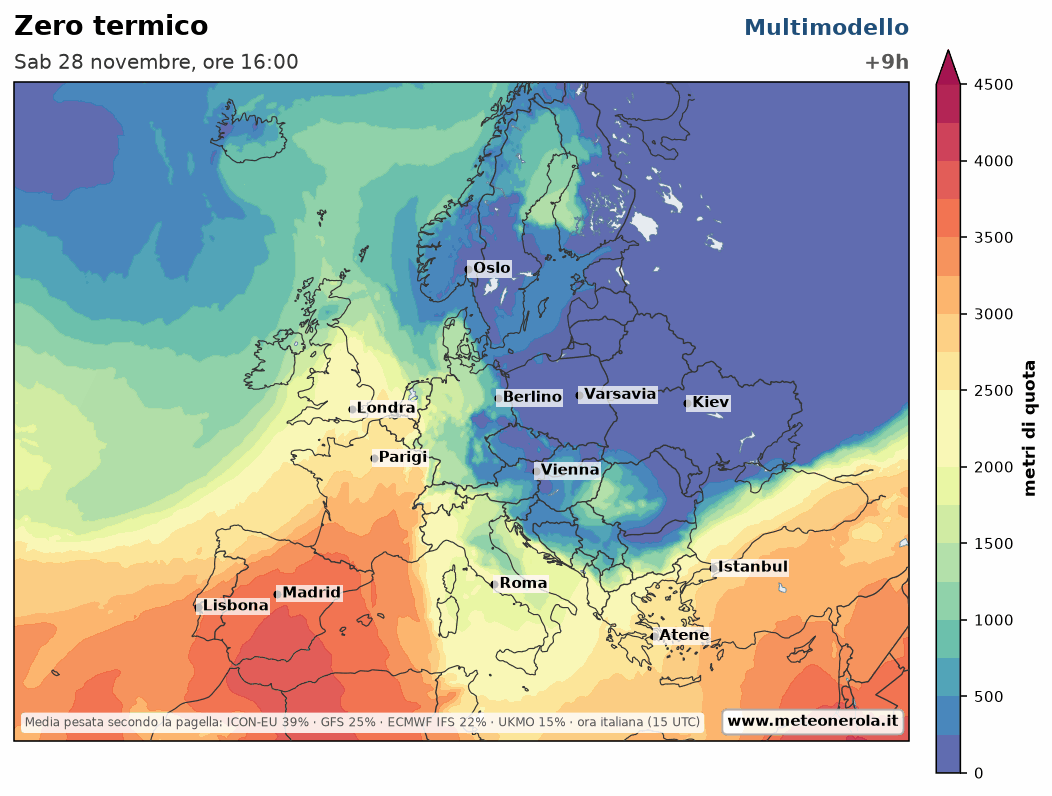 Zero termico
Multimodello
Sab 28 novembre, ore 16:00
+9h
4500
4000
3500
3000
2500
2000
1500
1000
500
0
metri di quota
Oslo
Londra
Berlino
Varsavia
Kiev
Parigi
Vienna
Roma
Istanbul
Madrid
Lisbona
Atene
Media pesata secondo la pagella: ICON-EU 39% · GFS 25% · ECMWF IFS 22% · UKMO 15% · ora italiana (15 UTC)
www.meteonerola.it